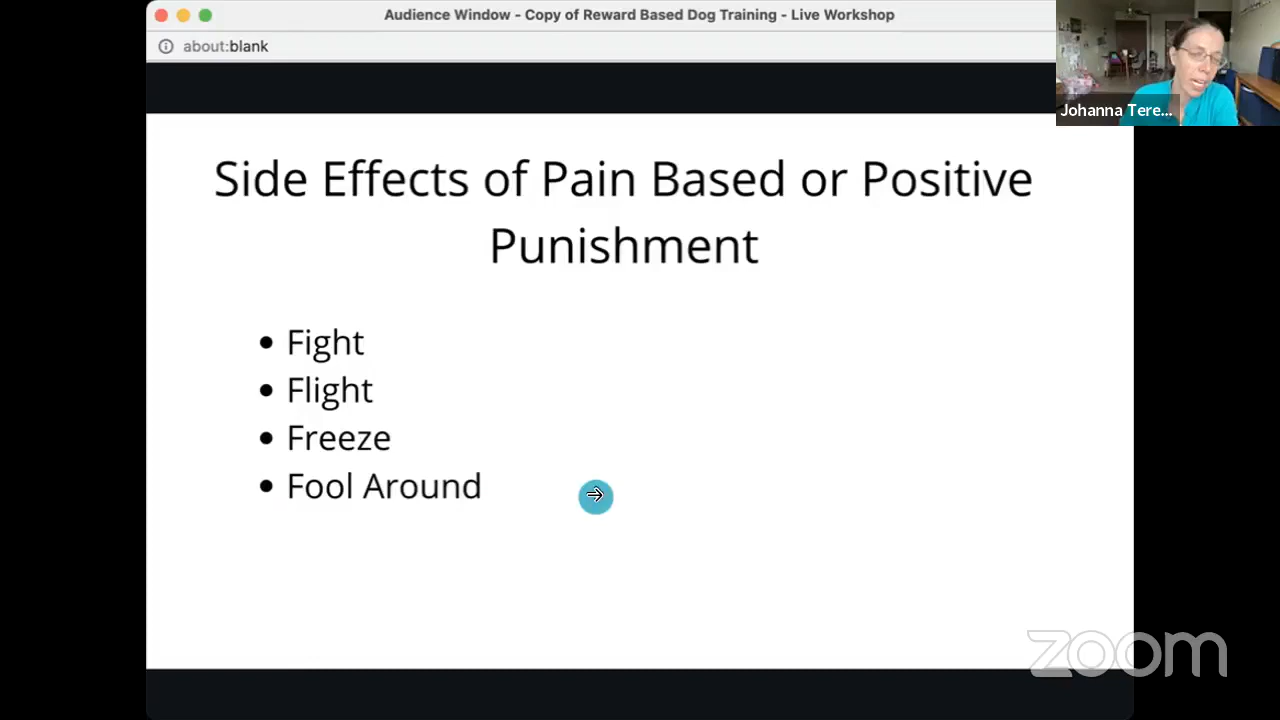 Audience Window - Copy of Reward Based Dog Training - Live Workshop
about:blank
Johanna Tere...
Side Effects of Pain Based or Positive
Punishment
• Fight
• Flight
• Freeze
• Fool Around
zoom